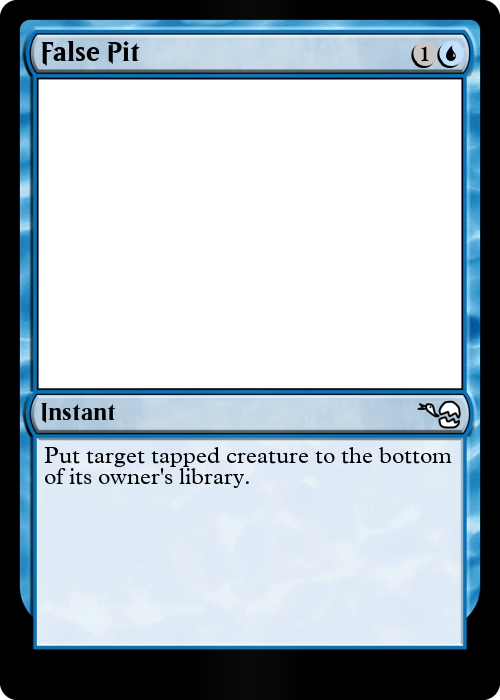 False Pit
1
Instant
Put target tapped creature to the bottom
of its owner's library.